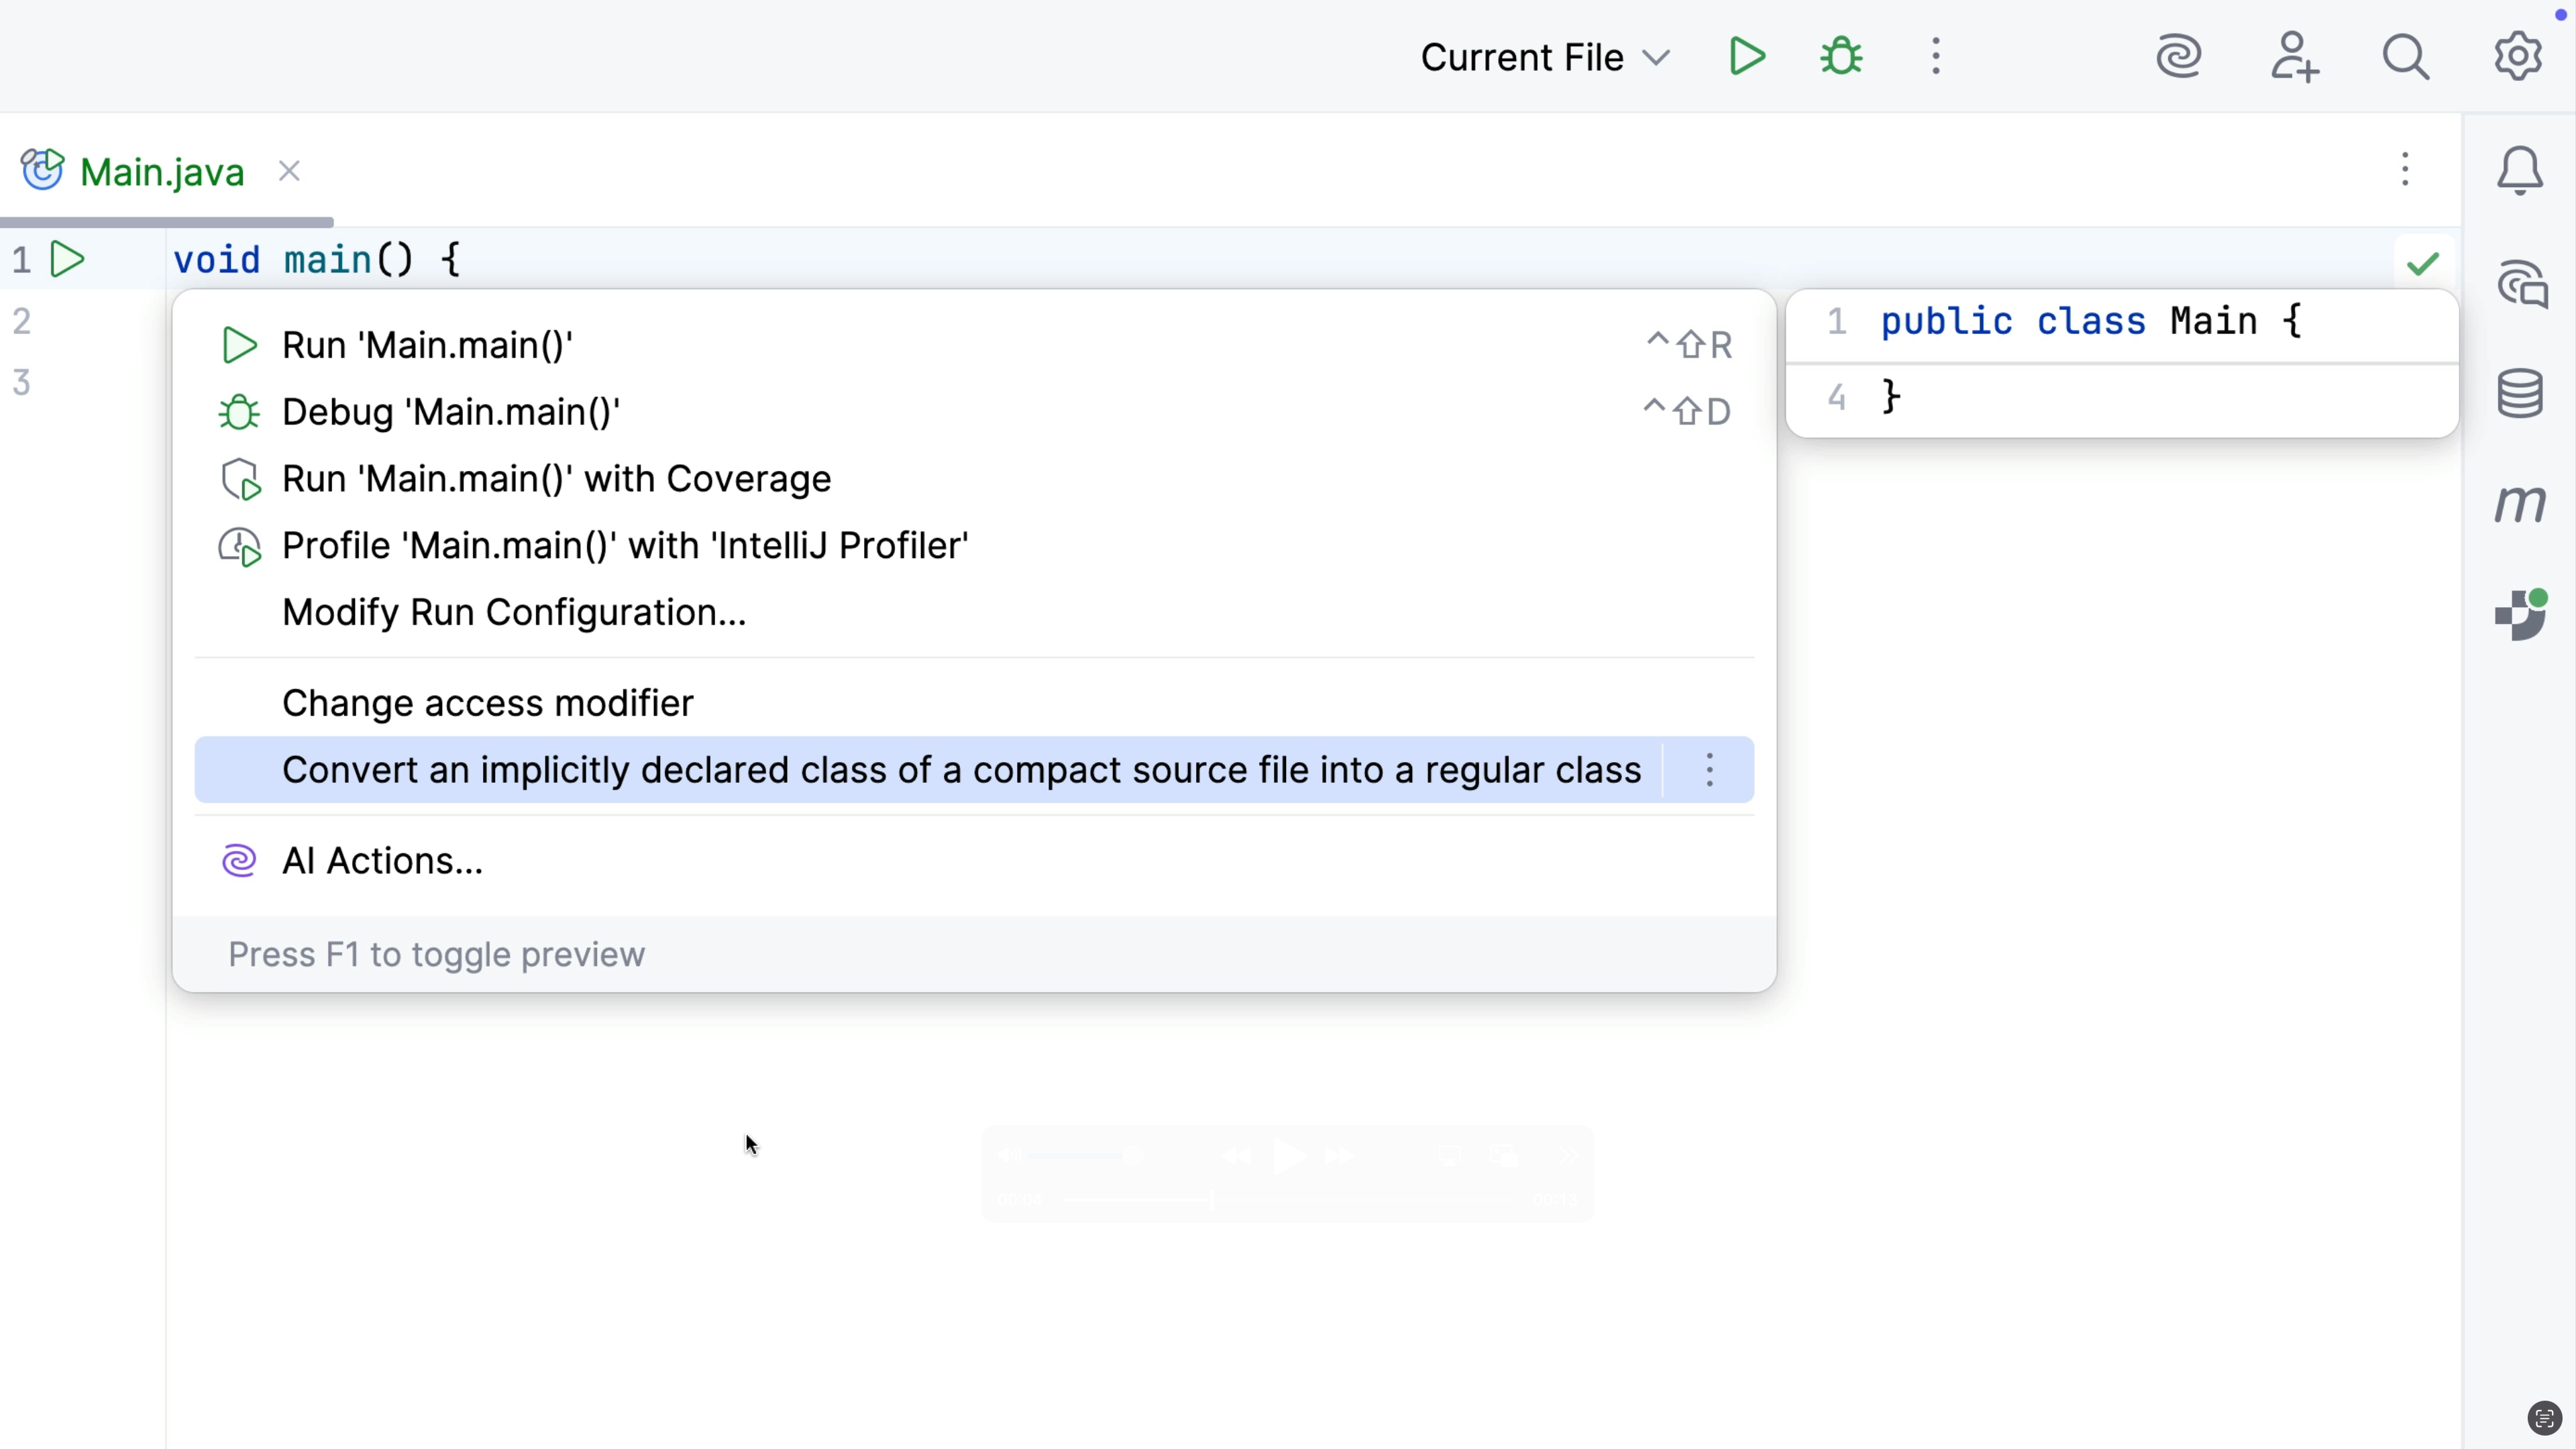 Current File
Main.java
1 void main() {
2
3
Run 'Main.main()' ^⇧R
Debug 'Main.main()' ^⇧D
Run 'Main.main()' with Coverage
Profile 'Main.main()' with 'IntelliJ Profiler'
Modify Run Configuration...
Change access modifier
Convert an implicitly declared class of a compact source file into a regular class
AI Actions...
Press F1 to toggle preview
1 public class Main {
4 }
m